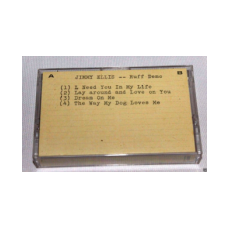 A B
JIMMY ELLIS -- Ruff Demo
(1) I Need You In My Life
(2) Lay around and Love on You
(3) Dream On Me
(4) The Way My Dog Loves Me